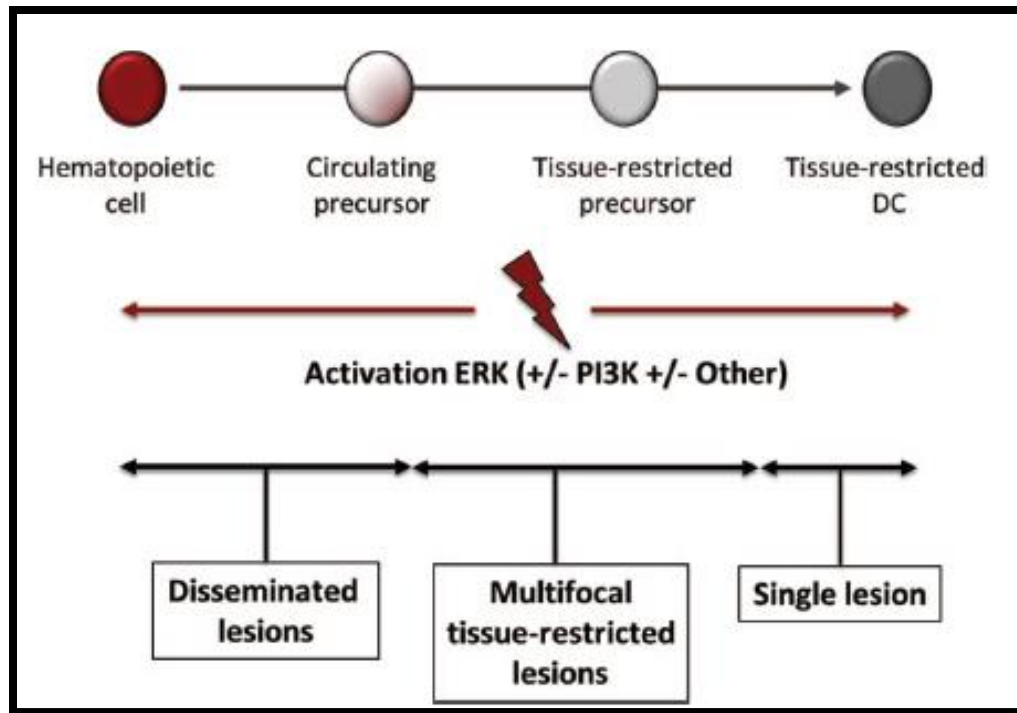 Hematopoietic
cell
Circulating
precursor
Tissue-restricted
precursor
Tissue-restricted
DC
Activation ERK (+/- PI3K +/- Other)
Disseminated
lesions
Multifocal
tissue-restricted
lesions
Single lesion